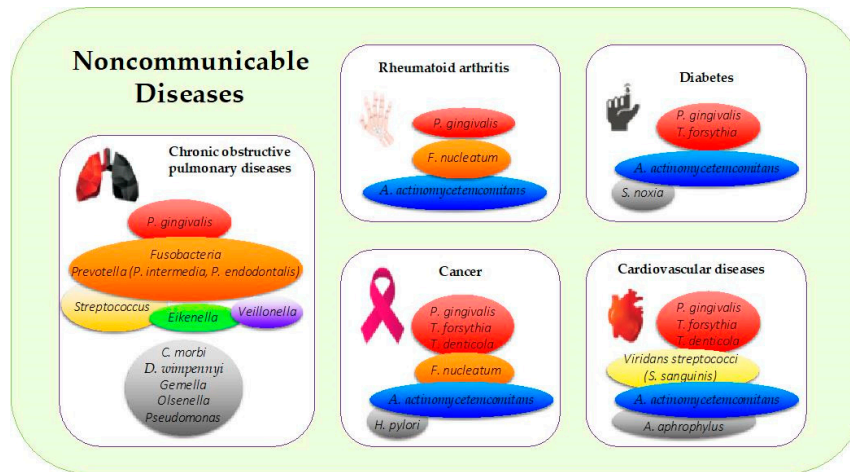 Noncommunicable
Diseases
Chronic obstructive
pulmonary diseases
P. gingivalis
Fusobacteria
Prevotella (P. intermedia, P. endodontalis)
Streptococcus
Eikenella
Veillonella
C. morbi
D. wimpennyi
Gemella
Olsenella
Pseudomonas
Rheumatoid arthritis
P. gingivalis
F. nucleatum
A. actinomycetemcomitans
Diabetes
P. gingivalis
T. forsythia
A. actinomycetemcomitans
S. noxia
Cancer
P. gingivalis
T. forsythia
T. denticola
F. nucleatum
A. actinomycetemcomitans
H. pylori
Cardiovascular diseases
P. gingivalis
T. forsythia
T. denticola
Viridans streptococci
(S. sanguinis)
A. actinomycetemcomitans
A. aphrophylus